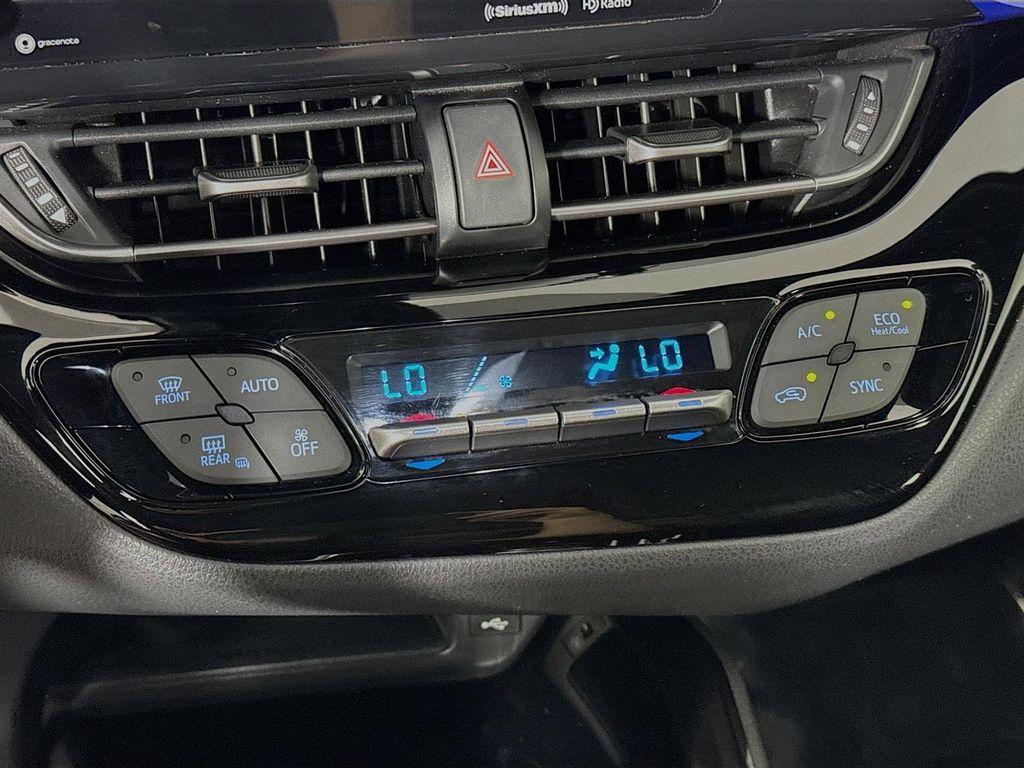 gracenote
SiriusXM
HD Radio
LO
LO
FRONT
AUTO
REAR
OFF
A/C
ECO
Heat/Cool
SYNC